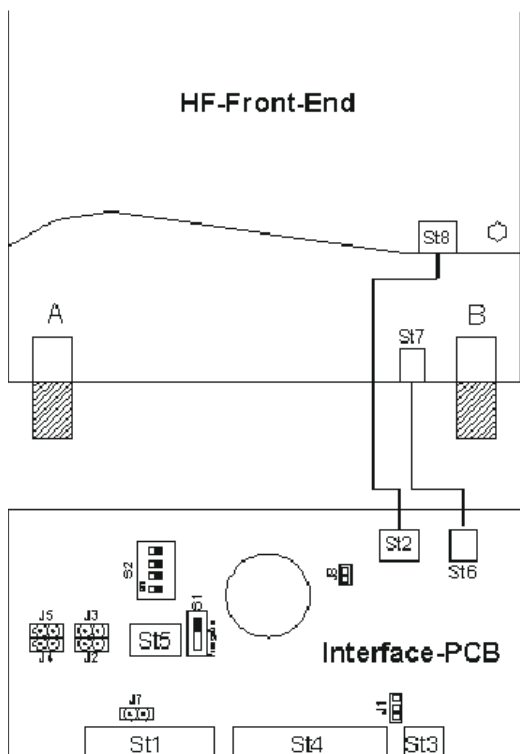 HF-Front-End
St8
A
B
St7
St2
St6
S2
S1
J5
J3
J4
J2
St5
Interface-PCB
J7
J1
St1
St4
St3